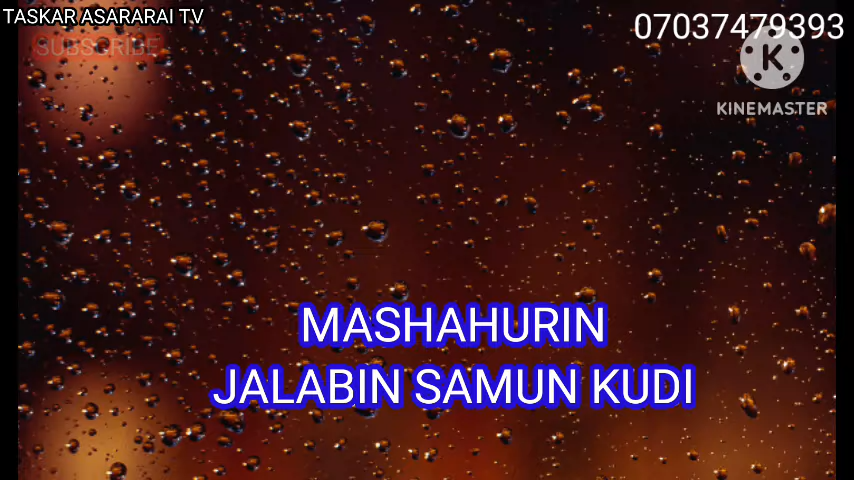 TASKAR ASARARAI TV
07037479393
SUBSCRIBE
K
KINEMASTER
MASHAHURIN
JALABIN SAMUN KUDI